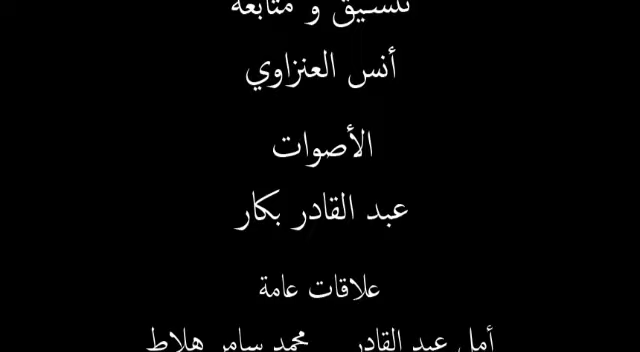 تنسيق و متابعة
أنس العنزاوي
الأصوات
عبد القادر بكار
علاقات عامة
أمل عبد القادر محمد سامر هلاط